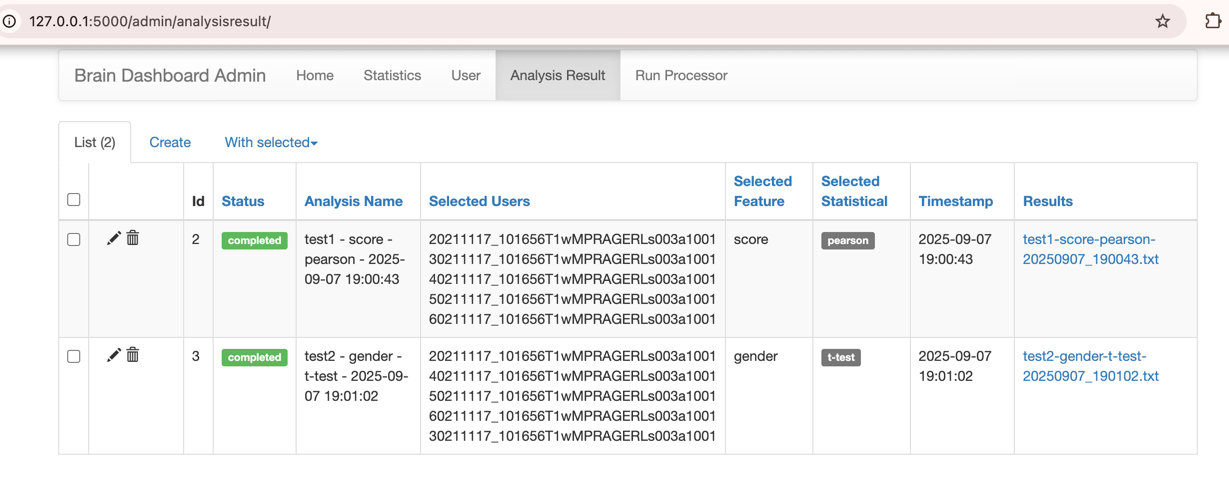 127.0.0.1:5000/admin/analysisresult/
Brain Dashboard Admin Home Statistics User Analysis Result Run Processor
List (2) Create With selected
Id Status Analysis Name Selected Users Selected Feature Selected Statistical Timestamp Results
2 completed test1 - score - pearson - 2025-09-07 19:00:43
20211117_101656T1wMPRAGERLs003a1001
30211117_101656T1wMPRAGERLs003a1001
40211117_101656T1wMPRAGERLs003a1001
50211117_101656T1wMPRAGERLs003a1001
60211117_101656T1wMPRAGERLs003a1001
score pearson 2025-09-07 19:00:43 test1-score-pearson-20250907_190043.txt
3 completed test2 - gender - t-test - 2025-09-07 19:01:02
20211117_101656T1wMPRAGERLs003a1001
40211117_101656T1wMPRAGERLs003a1001
50211117_101656T1wMPRAGERLs003a1001
60211117_101656T1wMPRAGERLs003a1001
30211117_101656T1wMPRAGERLs003a1001
gender t-test 2025-09-07 19:01:02 test2-gender-t-test-20250907_190102.txt